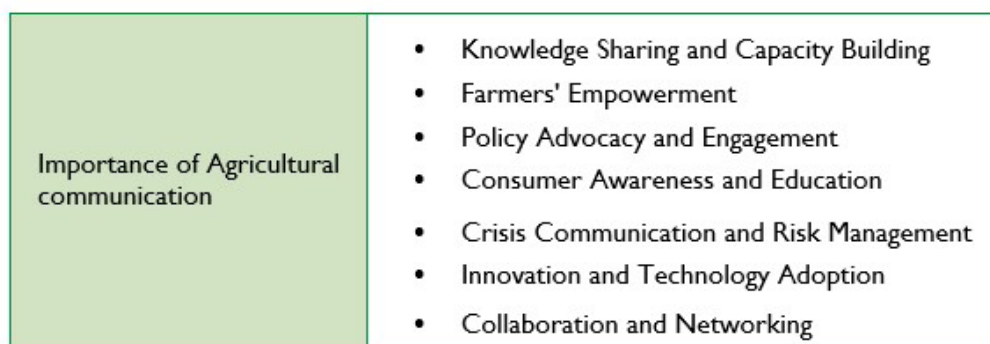 Importance of Agricultural
communication
• Knowledge Sharing and Capacity Building
• Farmers' Empowerment
• Policy Advocacy and Engagement
• Consumer Awareness and Education
• Crisis Communication and Risk Management
• Innovation and Technology Adoption
• Collaboration and Networking